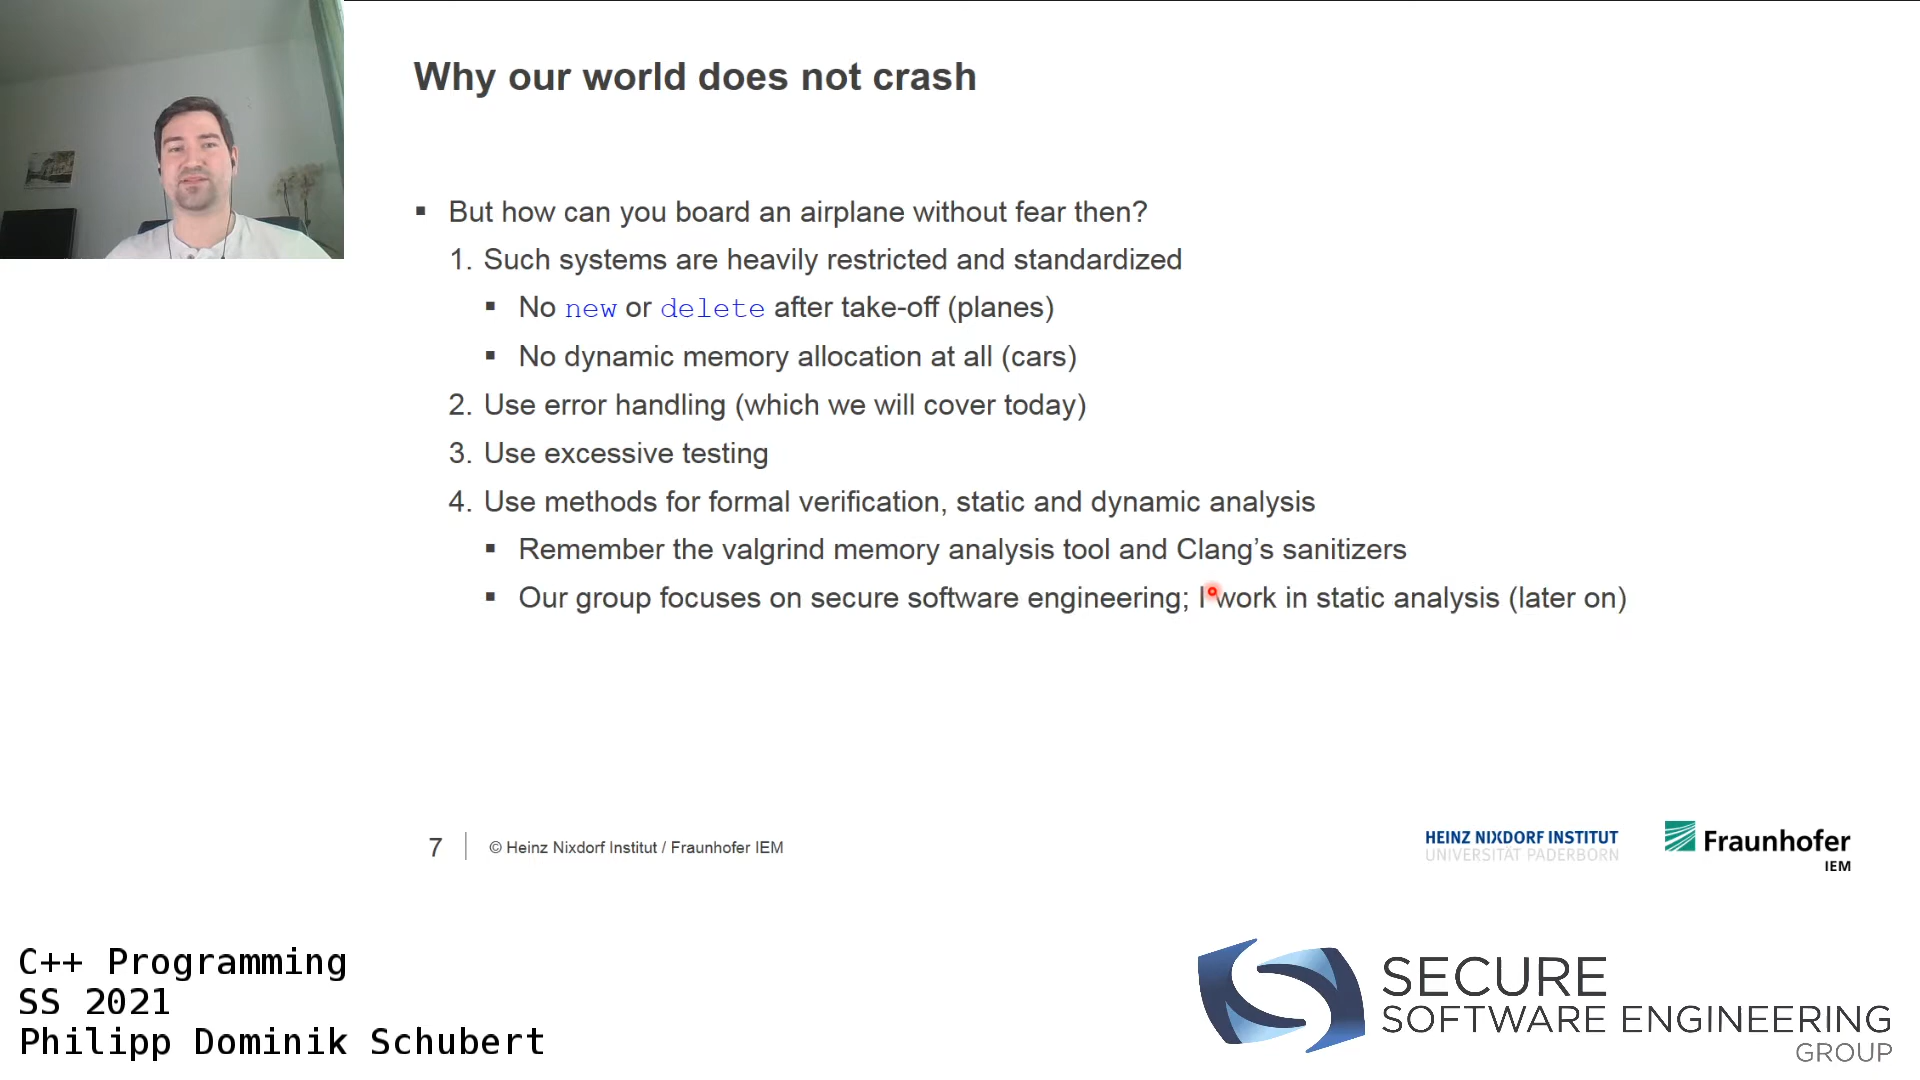 Why our world does not crash
▪ But how can you board an airplane without fear then?
1. Such systems are heavily restricted and standardized
▪ No new or delete after take-off (planes)
▪ No dynamic memory allocation at all (cars)
2. Use error handling (which we will cover today)
3. Use excessive testing
4. Use methods for formal verification, static and dynamic analysis
▪ Remember the valgrind memory analysis tool and Clang’s sanitizers
▪ Our group focuses on secure software engineering; I work in static analysis (later on)
7 © Heinz Nixdorf Institut / Fraunhofer IEM
HEINZ NIXDORF INSTITUT
UNIVERSITÄT PADERBORN
Fraunhofer
IEM
C++ Programming
SS 2021
Philipp Dominik Schubert
SECURE
SOFTWARE ENGINEERING
GROUP